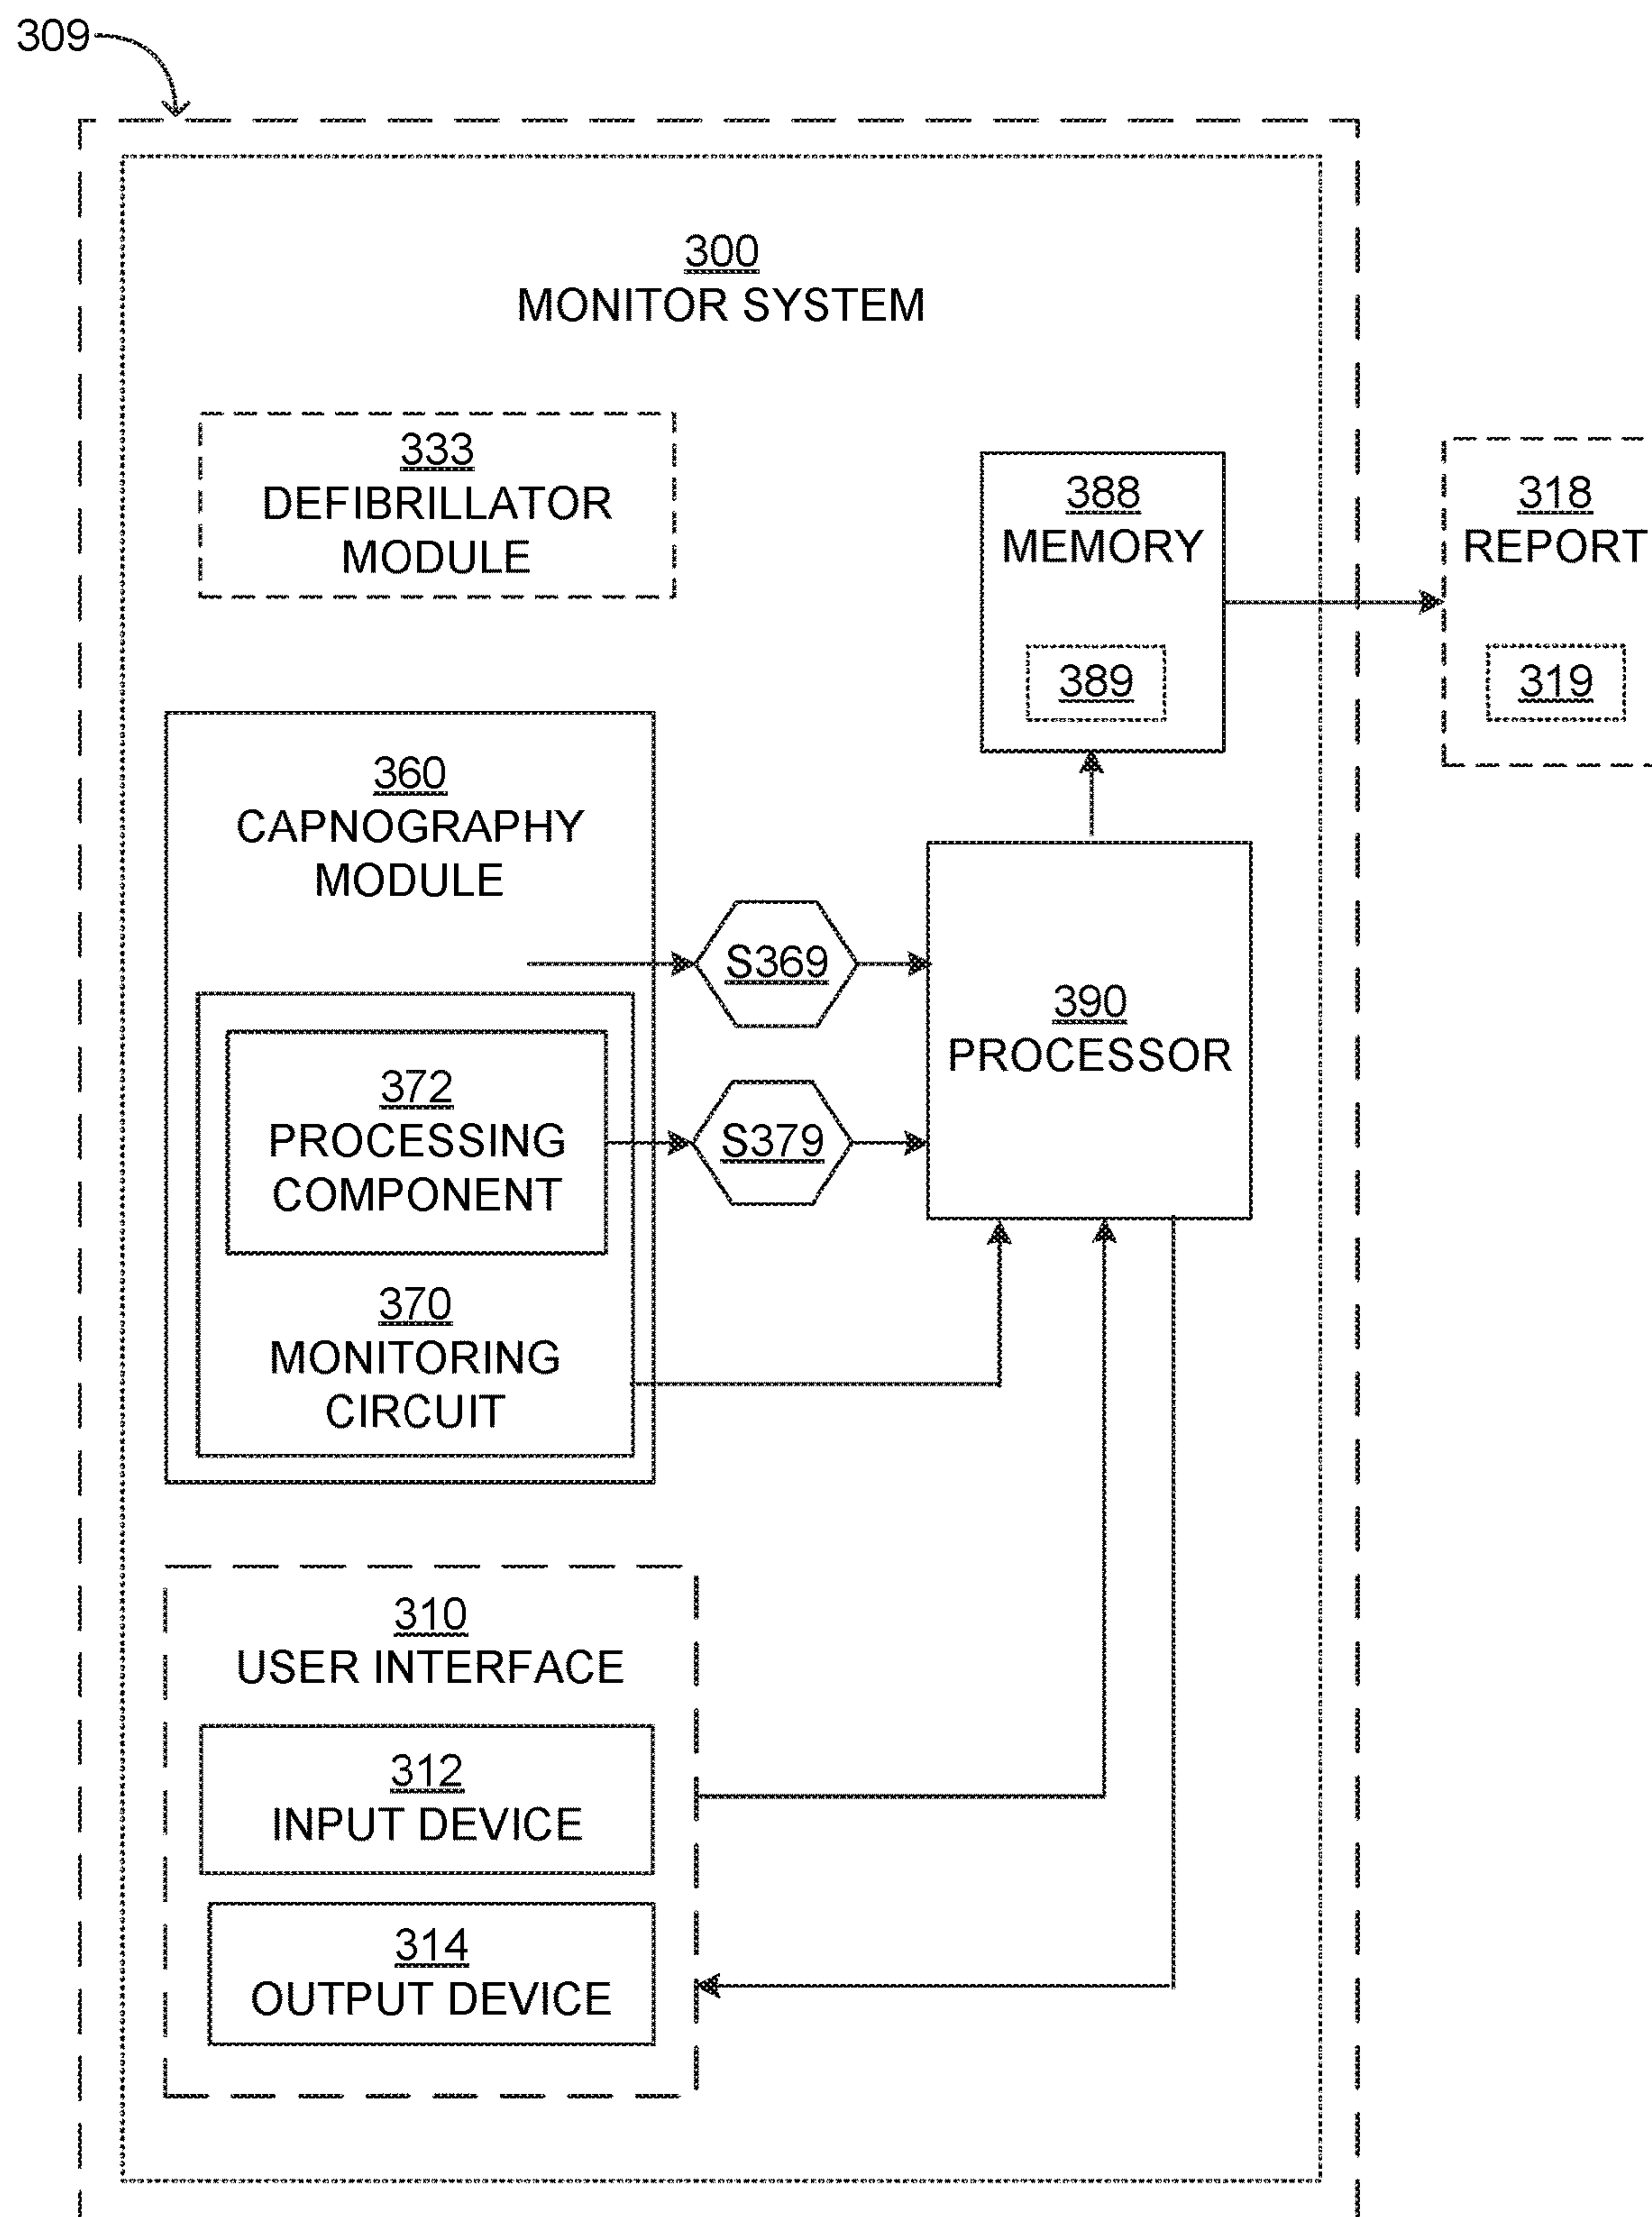 309
300
MONITOR SYSTEM
333
DEFIBRILLATOR
MODULE
388
MEMORY
389
318
REPORT
319
360
CAPNOGRAPHY
MODULE
S369
390
PROCESSOR
372
PROCESSING
COMPONENT
S379
370
MONITORING
CIRCUIT
310
USER INTERFACE
312
INPUT DEVICE
314
OUTPUT DEVICE